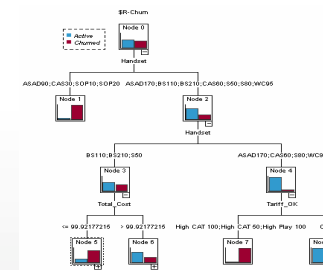 $R-Churn
Node 0
Active
Churned
Handset
ASAD90;CAS30;SOP10;SOP20 ASAD170;BS110;BS210;CAS60;S50;S80;WC95
Node 1
Node 2
Handset
BS110;BS210;S50
ASAD170;CAS60;S80;WC9
Node 3
Node 4
Total_Cost
Tariff_OK
<= 99.92177215
> 99.92177215
High CAT 100;High CAT 50;High Play 100
Node 5
Node 6
Node 7